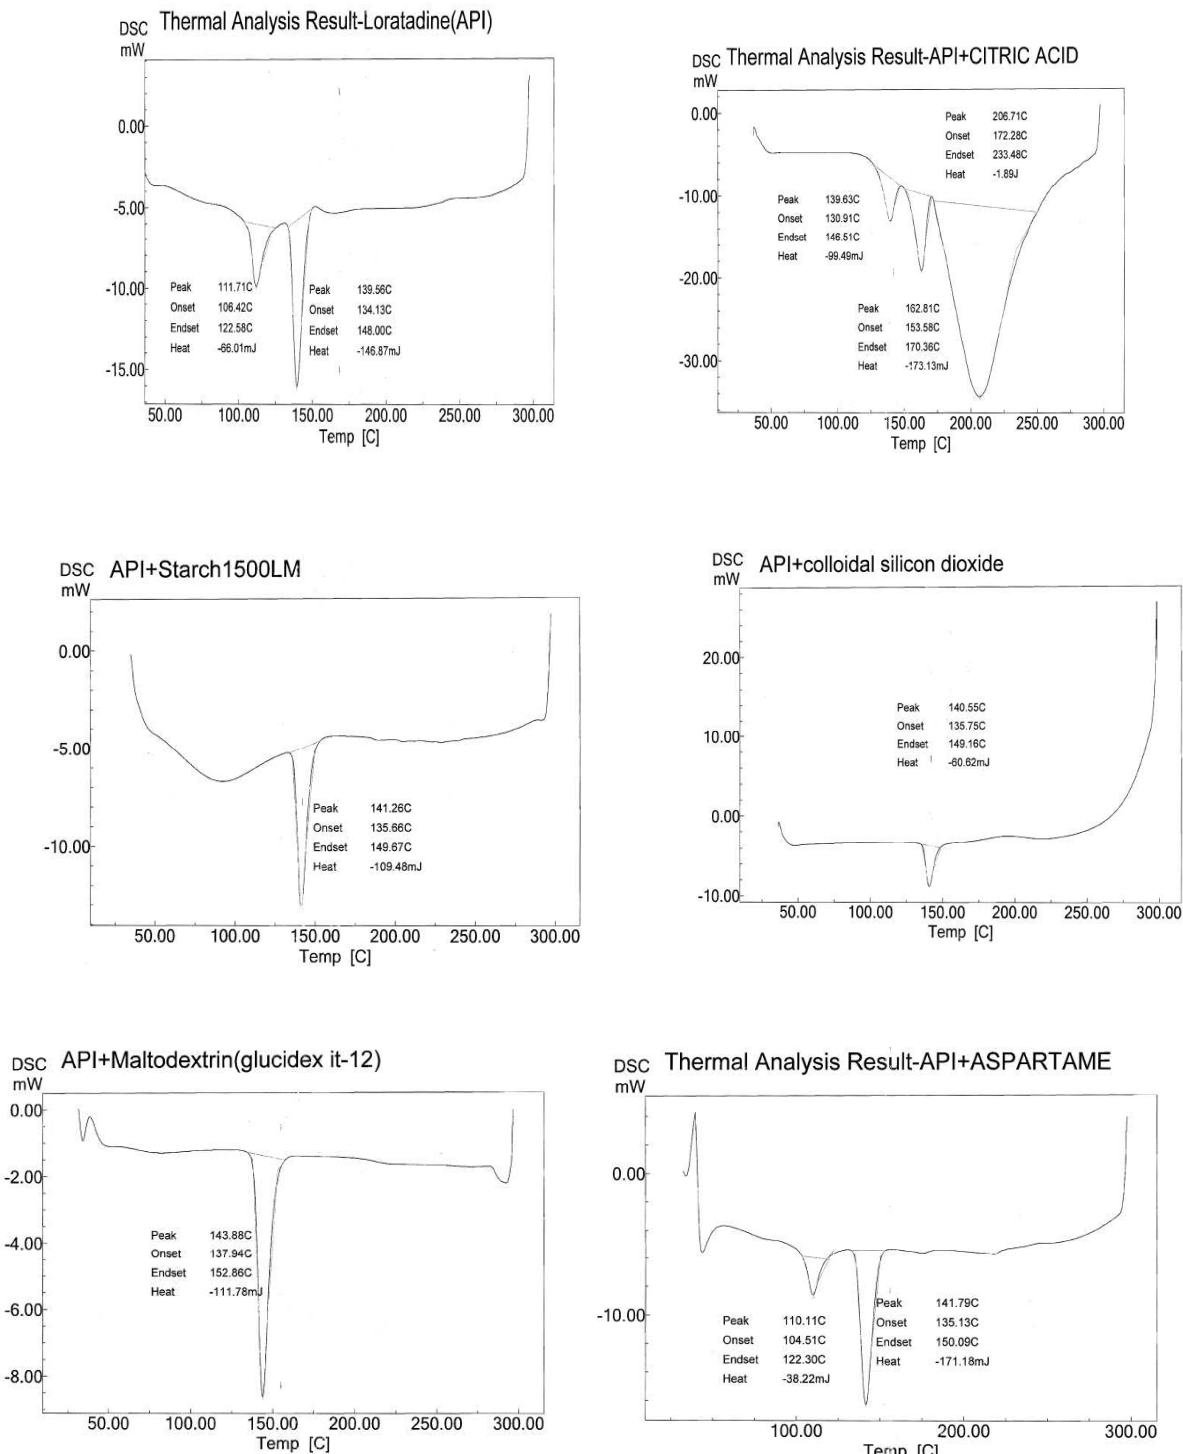 Thermal Analysis Result-Loratadine(API)
DSC
mW
0.00
-5.00
-10.00
-15.00
Peak 111.71C
Onset 106.42C
Endset 122.58C
Heat -66.01mJ
Peak 139.56C
Onset 134.13C
Endset 148.00C
Heat -146.87mJ
50.00 100.00 150.00 200.00 250.00 300.00
Temp [C]
Thermal Analysis Result-API+CITRIC ACID
DSC
mW
0.00
-10.00
-20.00
-30.00
Peak 206.71C
Onset 172.28C
Endset 233.48C
Heat -1.89J
Peak 139.63C
Onset 130.91C
Endset 146.51C
Heat -99.49mJ
Peak 162.81C
Onset 153.58C
Endset 170.36C
Heat -173.13mJ
50.00 100.00 150.00 200.00 250.00 300.00
Temp [C]
API+Starch1500LM
DSC
mW
0.00
-5.00
-10.00
Peak 141.26C
Onset 135.66C
Endset 149.67C
Heat -109.48mJ
50.00 100.00 150.00 200.00 250.00 300.00
Temp [C]
API+colloidal silicon dioxide
DSC
mW
20.00
10.00
0.00
-10.00
Peak 140.55C
Onset 135.75C
Endset 149.16C
Heat -60.62mJ
50.00 100.00 150.00 200.00 250.00 300.00
Temp [C]
API+Maltodextrin(glucidex it-12)
DSC
mW
0.00
-2.00
-4.00
-6.00
-8.00
Peak 143.88C
Onset 137.94C
Endset 152.86C
Heat -111.78mJ
50.00 100.00 150.00 200.00 250.00 300.00
Temp [C]
Thermal Analysis Result-API+ASPARTAME
DSC
mW
0.00
-10.00
Peak 110.11C
Onset 104.51C
Endset 122.30C
Heat -38.22mJ
Peak 141.79C
Onset 135.13C
Endset 150.09C
Heat -171.18mJ
100.00 200.00 300.00
Temp [C]